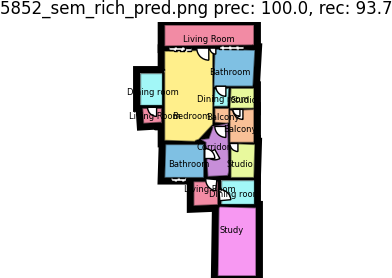 5852_sem_rich_pred.png prec: 100.0, rec: 93.7
Living Room
Bathroom
Dining room
Dining room
Studio
Living Room
Bedroom
Balcony
Balcony
Corridor
Bathroom
Studio
Living Room
Dining room
Study